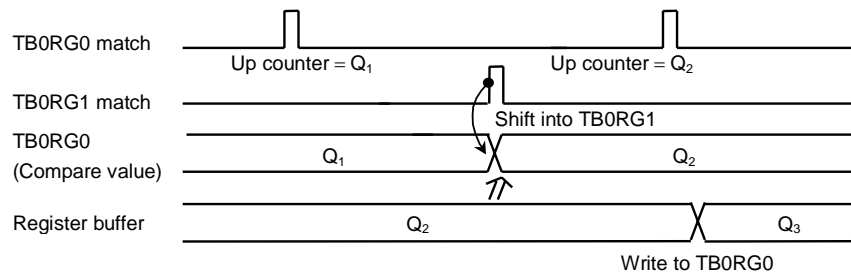 TB0RG0 match
Up counter = Q1
Up counter = Q2
TB0RG1 match
Shift into TB0RG1
TB0RG0
(Compare value)
Q1
Q2
Register buffer
Q2
Q3
Write to TB0RG0